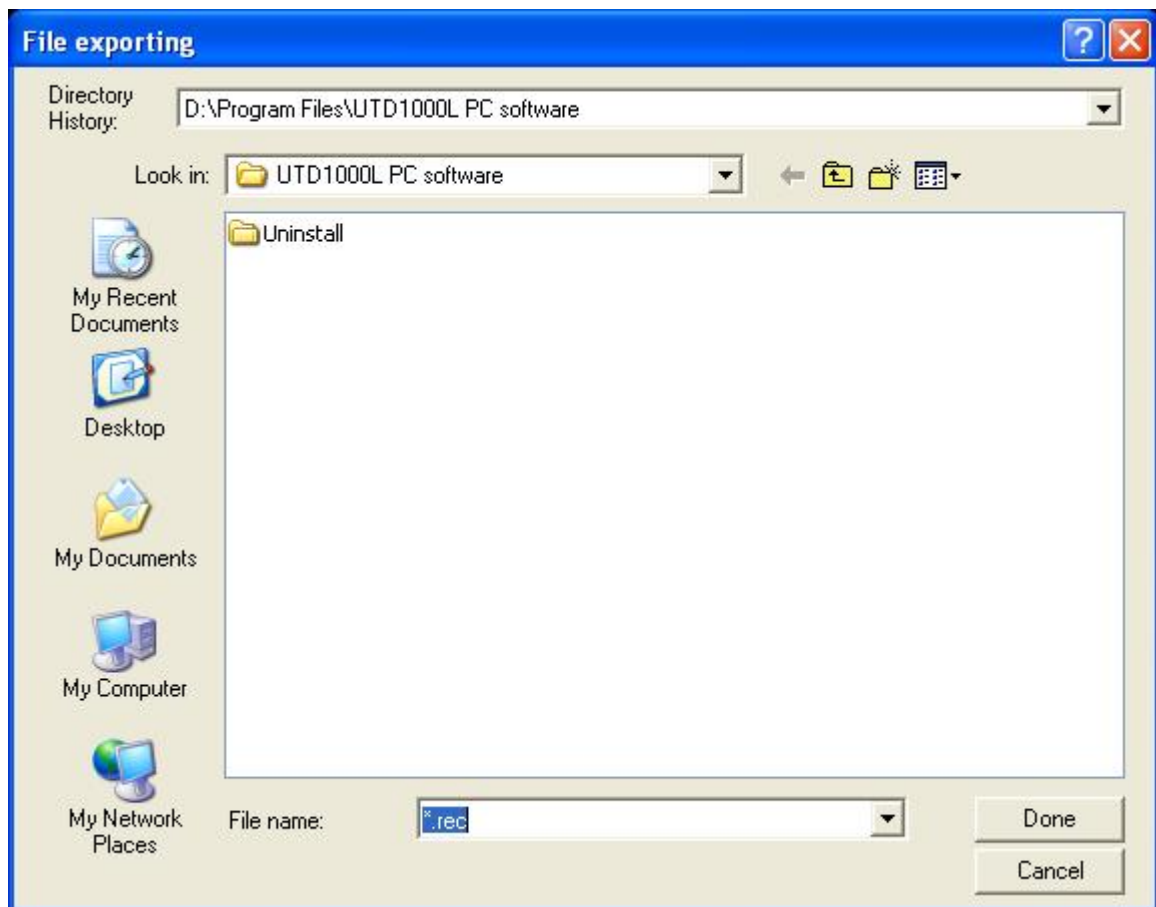 File exporting
Directory
History:
D:\Program Files\UTD1000L PC software
Look in:
UTD1000L PC software
Uninstall
My Recent
Documents
Desktop
My Documents
My Computer
My Network
Places
File name:
*.rec
Done
Cancel